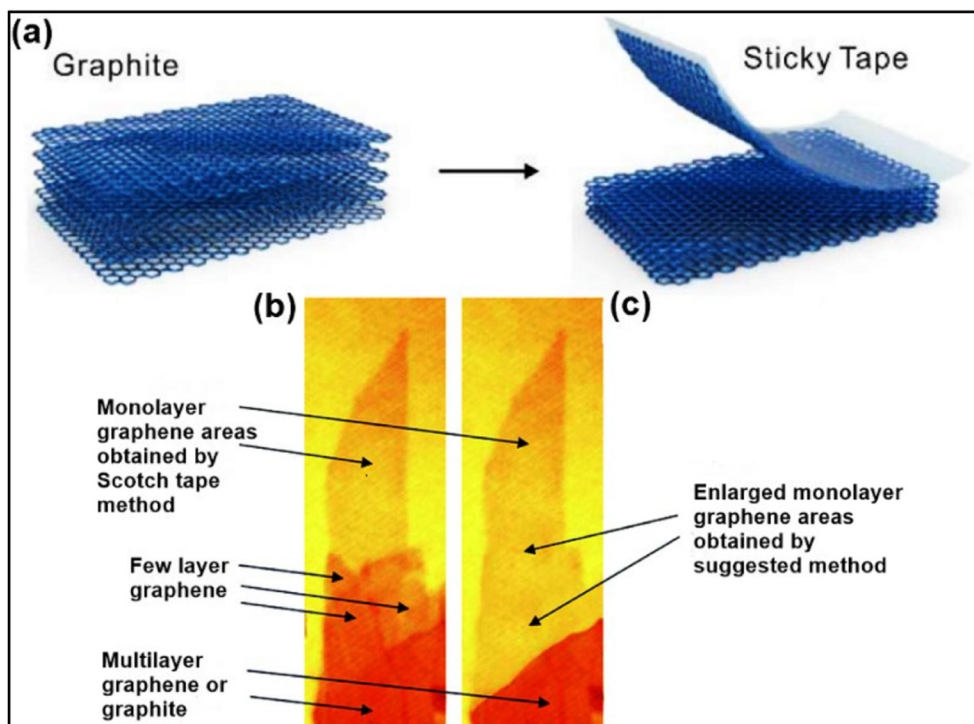 (a)
Graphite
Sticky Tape
(b)
(c)
Monolayer
graphene areas
obtained by
Scotch tape
method
Enlarged monolayer
graphene areas
obtained by
suggested method
Few layer
graphene
Multilayer
graphene or
graphite